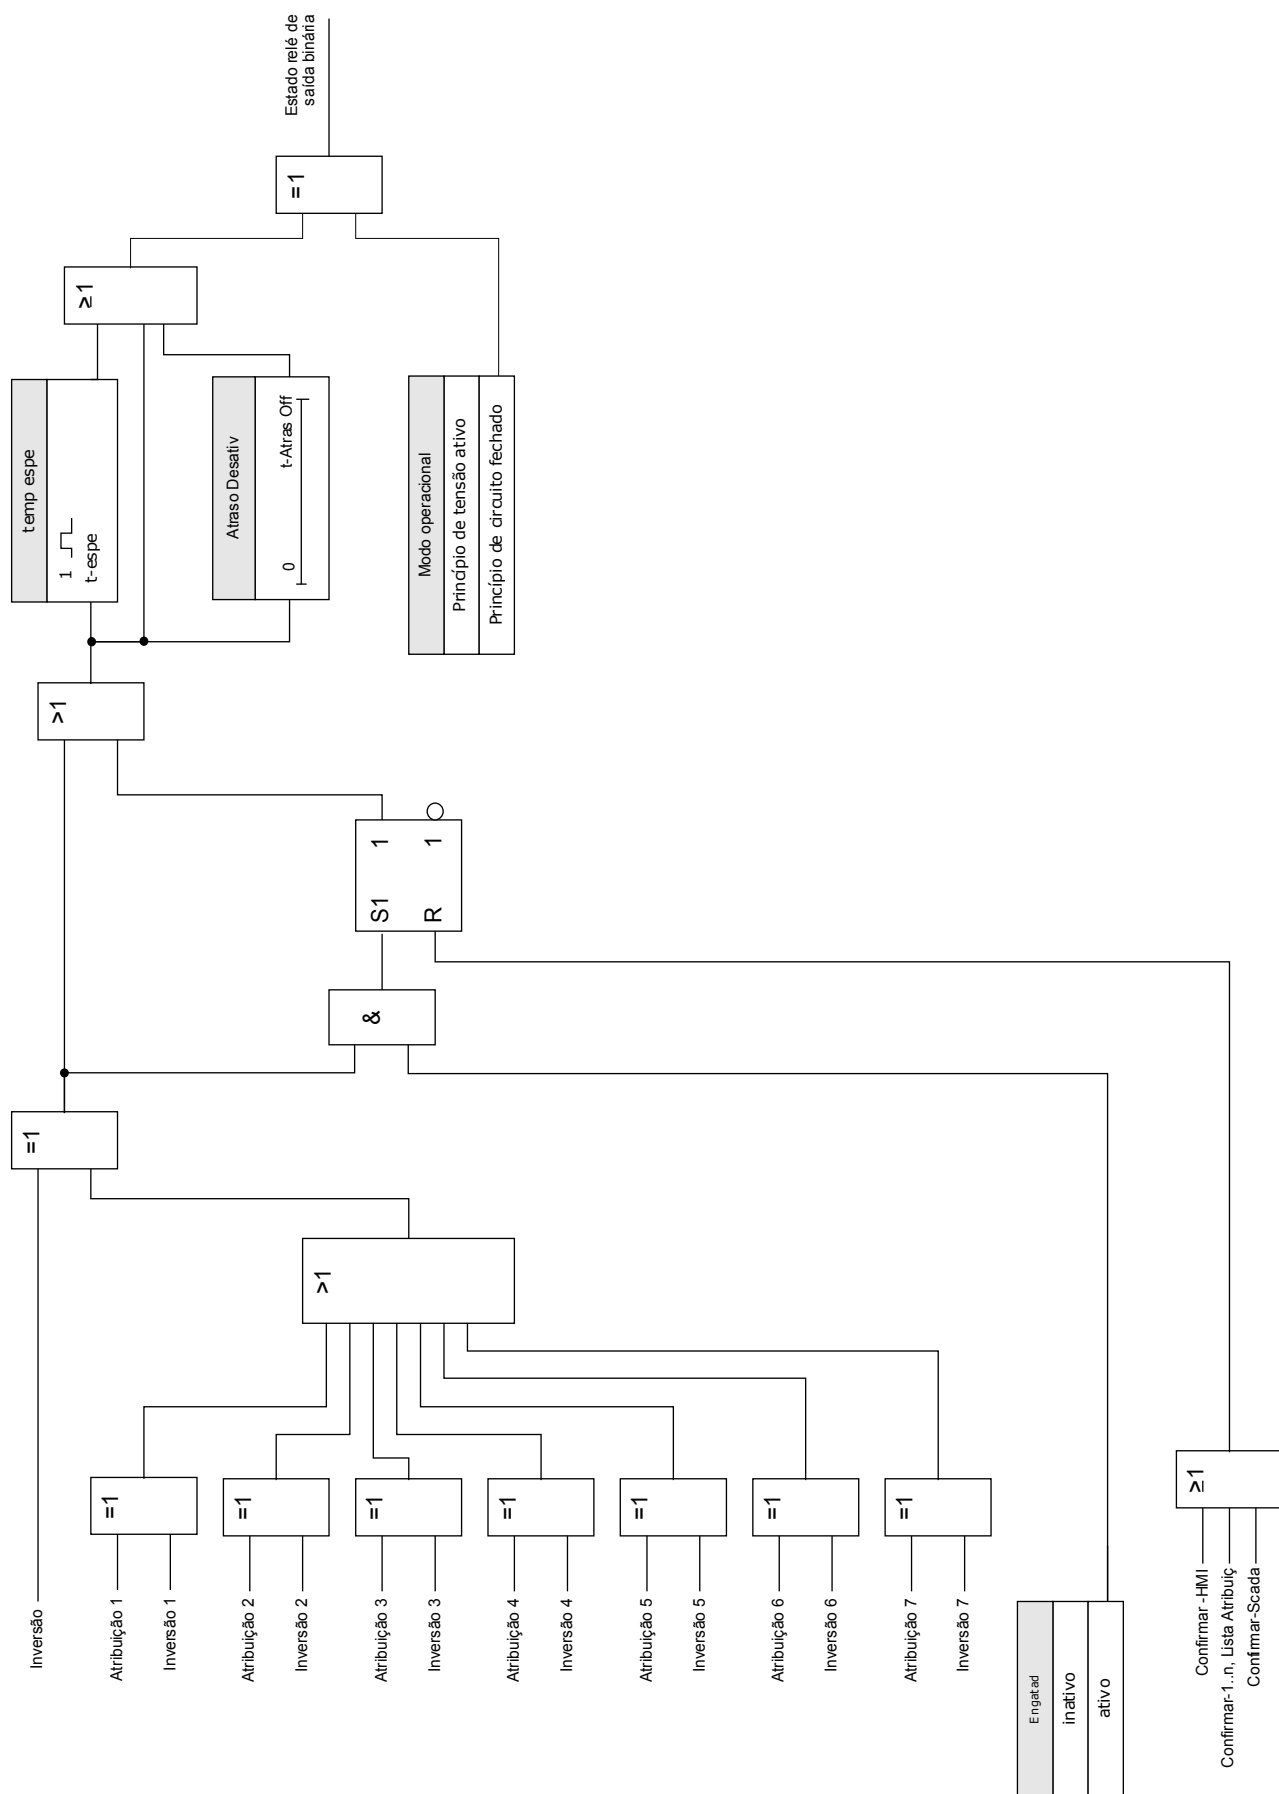 Inversão
Atribuição 1
Inversão 1
Atribuição 2
Inversão 2
Atribuição 3
Inversão 3
Atribuição 4
Inversão 4
Atribuição 5
Inversão 5
Atribuição 6
Inversão 6
Atribuição 7
Inversão 7
Engatad
inativo
ativo
Confirmar -HMI
Confirmar-1..n, Lista Atribuiç
Confirmar-Scada
=1
=1
=1
=1
=1
=1
=1
≥1
>1
=1
&
S1 1
R 1
>1
temp espe
1
t-espe
Atraso Desativ
0 t-Atras Off
Modo operacional
Princípio de tensão ativo
Princípio de circuito fechado
≥1
=1
Estado relé de
saída binária